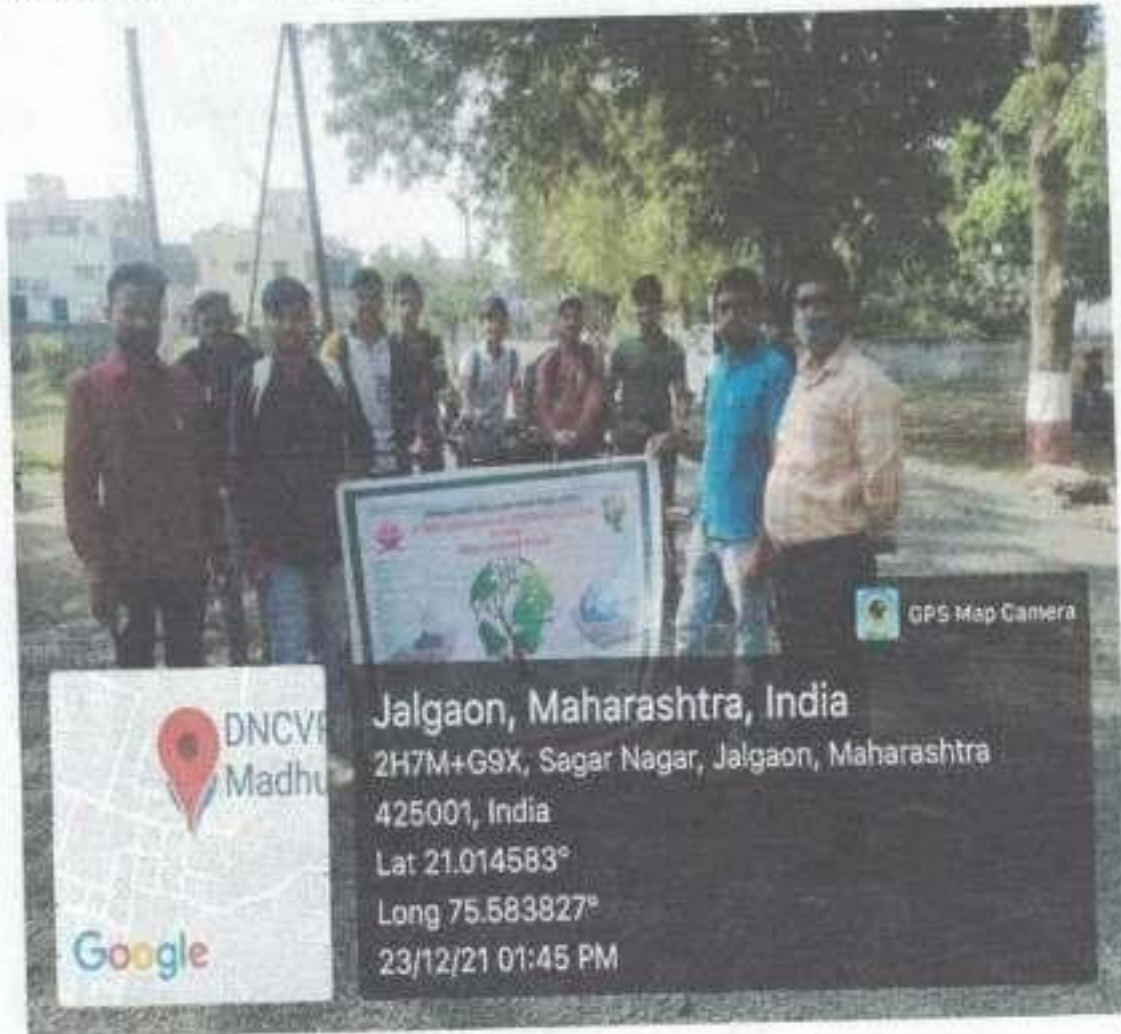 GPS Map Camera
DNCVP
Madhu
Google
Jalgaon, Maharashtra, India
2H7M+G9X, Sagar Nagar, Jalgaon, Maharashtra
425001, India
Lat 21.014583°
Long 75.583827°
23/12/21 01:45 PM